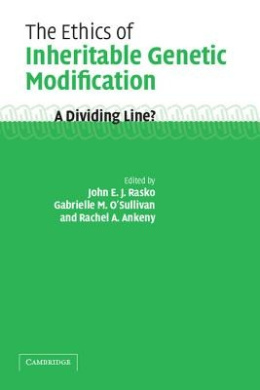 The Ethics of
Inheritable Genetic
Modification
A Dividing Line?
Edited by
John E. J. Rasko
Gabrielle M. O'Sullivan
and Rachel A. Ankeny
CAMBRIDGE